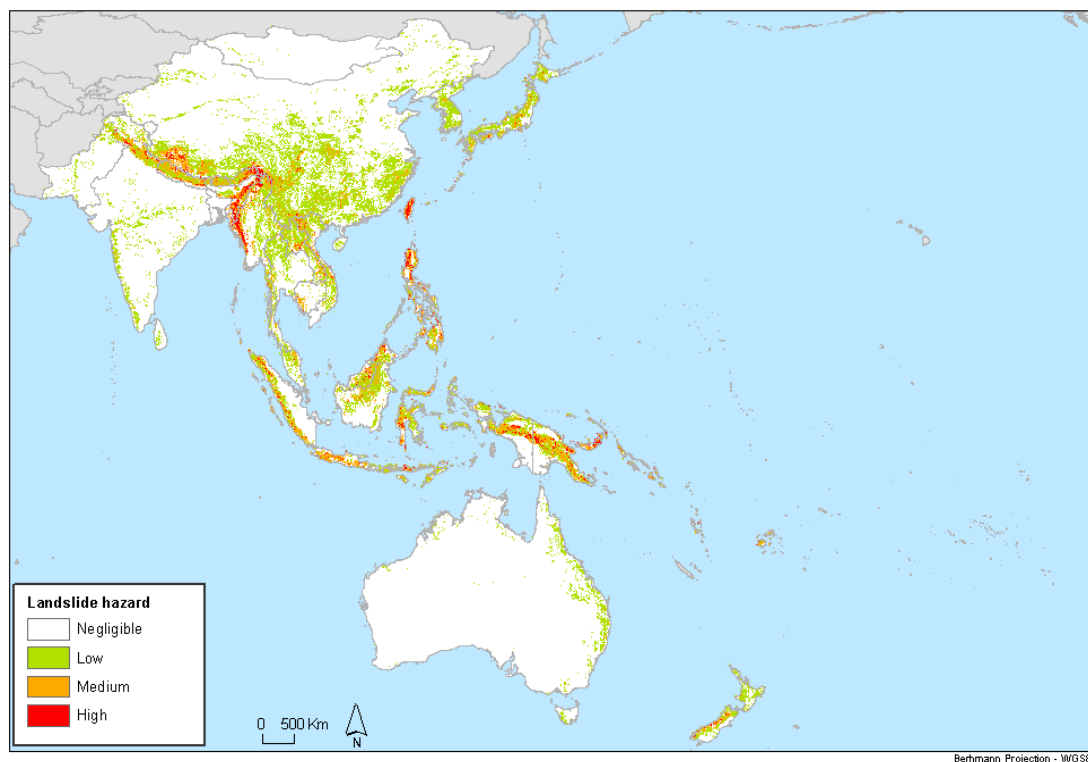 Landslide hazard
Negligible
Low
Medium
High
0 500 Km
N
Berhmann Projection - WGS